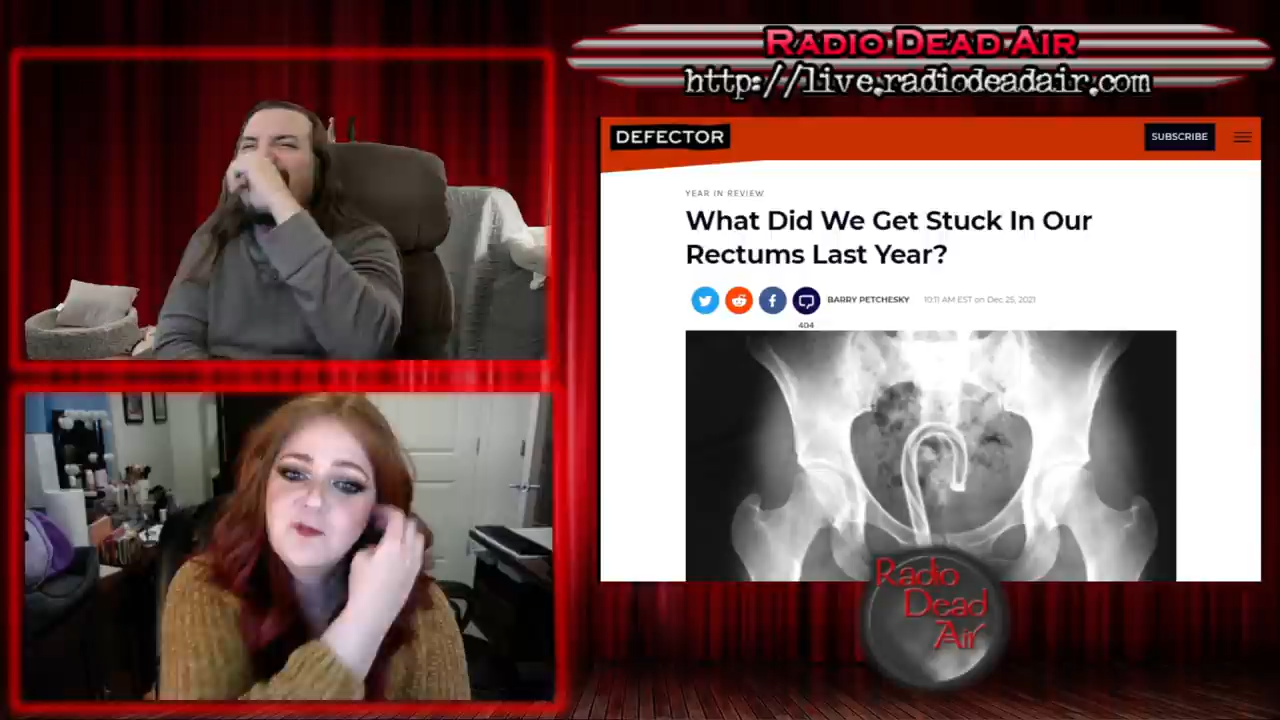 RADIO DEAD AIR
http://live.radiodeadair.com
DEFECTOR
SUBSCRIBE
YEAR IN REVIEW
What Did We Get Stuck In Our
Rectums Last Year?
BARRY PETCHESKY 10:11 AM EST on Dec 25, 2021
404
Radio
Dead
Air